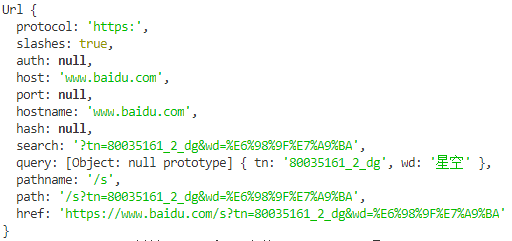 Url {
  protocol: 'https:',
  slashes: true,
  auth: null,
  host: 'www.baidu.com',
  port: null,
  hostname: 'www.baidu.com',
  hash: null,
  search: '?tn=80035161_2_dg&wd=%E6%98%9F%E7%A9%BA',
  query: [Object: null prototype] { tn: '80035161_2_dg', wd: '星空' },
  pathname: '/s',
  path: '/s?tn=80035161_2_dg&wd=%E6%98%9F%E7%A9%BA',
  href: 'https://www.baidu.com/s?tn=80035161_2_dg&wd=%E6%98%9F%E7%A9%BA'
}